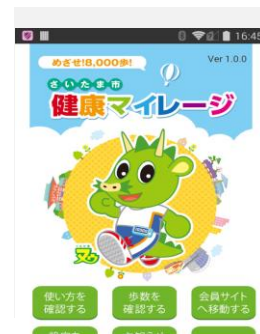 16:45
めざせ!8,000歩!
Ver 1.0.0
さいたま市
健康マイレージ
ヌゥ
使い方を
確認する
歩数を
確認する
会員サイト
へ移動する